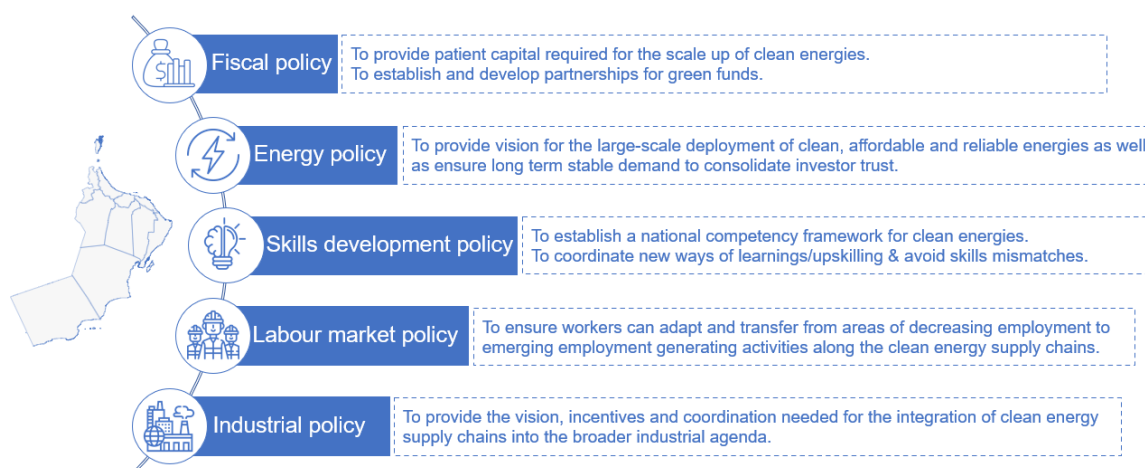 Fiscal policy
To provide patient capital required for the scale up of clean energies.
To establish and develop partnerships for green funds.
Energy policy
To provide vision for the large-scale deployment of clean, affordable and reliable energies as well
as ensure long term stable demand to consolidate investor trust.
Skills development policy
To establish a national competency framework for clean energies.
To coordinate new ways of learnings/upskilling & avoid skills mismatches.
Labour market policy
To ensure workers can adapt and transfer from areas of decreasing employment to
emerging employment generating activities along the clean energy supply chains.
Industrial policy
To provide the vision, incentives and coordination needed for the integration of clean energy
supply chains into the broader industrial agenda.